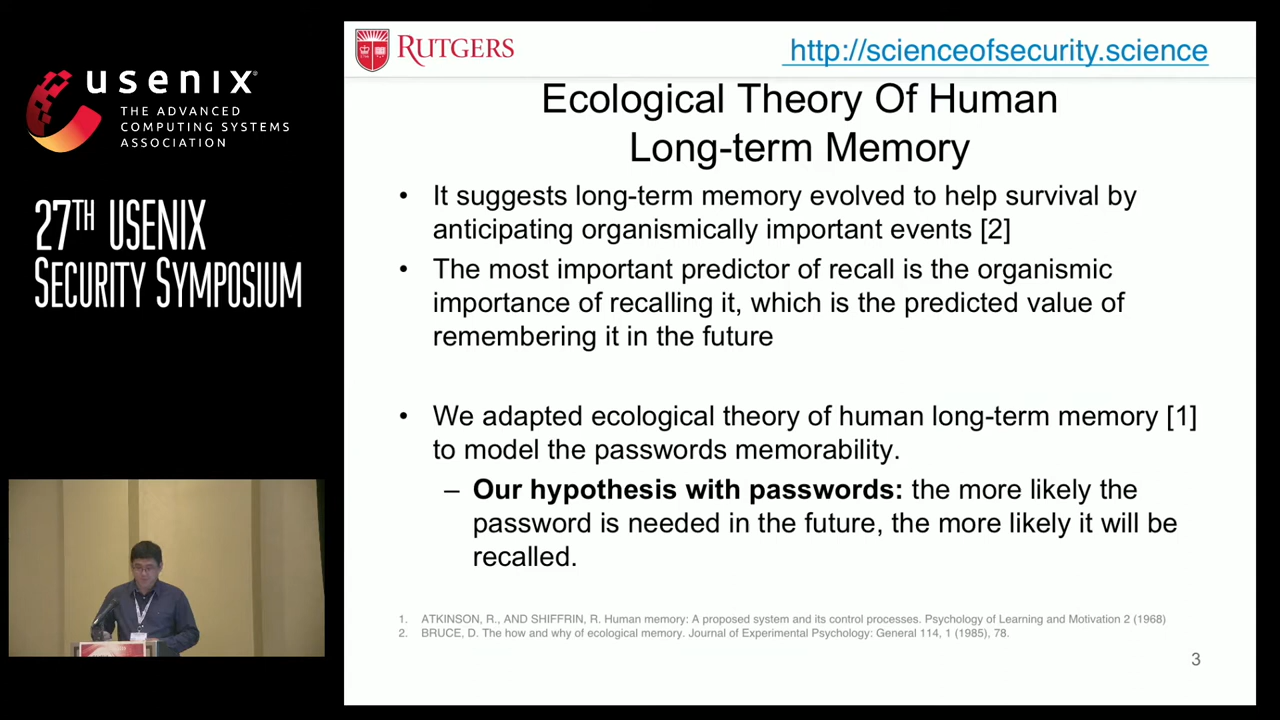 usenix
THE ADVANCED
COMPUTING SYSTEMS
ASSOCIATION
27TH USENIX
SECURITY SYMPOSIUM
RUTGERS
http://scienceofsecurity.science
Ecological Theory Of Human
Long-term Memory
• It suggests long-term memory evolved to help survival by
anticipating organismically important events [2]
• The most important predictor of recall is the organismic
importance of recalling it, which is the predicted value of
remembering it in the future
• We adapted ecological theory of human long-term memory [1]
to model the passwords memorability.
– Our hypothesis with passwords: the more likely the
password is needed in the future, the more likely it will be
recalled.
1. ATKINSON, R., AND SHIFFRIN, R. Human memory: A proposed system and its control processes. Psychology of Learning and Motivation 2 (1968)
2. BRUCE, D. The how and why of ecological memory. Journal of Experimental Psychology: General 114, 1 (1985), 78.
3